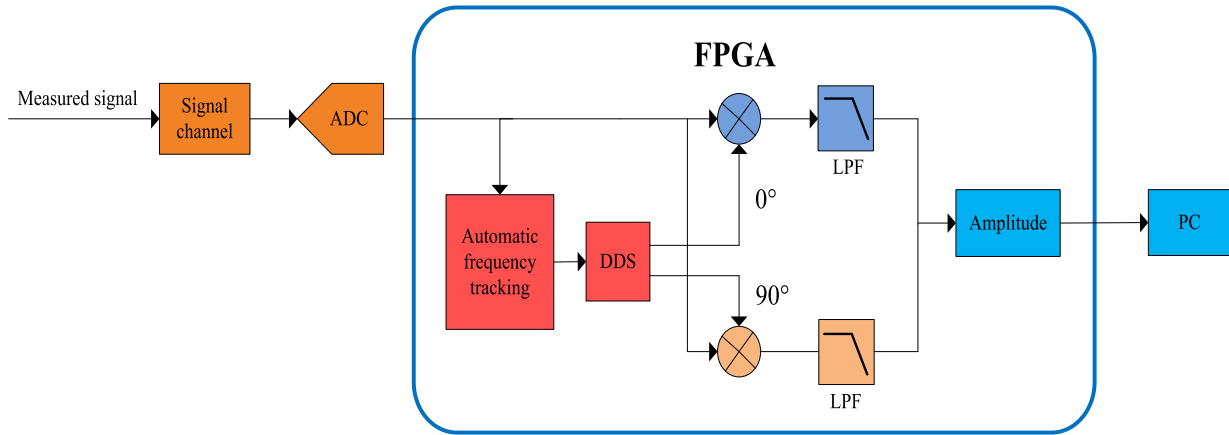 FPGA
Measured signal
Signal
channel
ADC
LPF
0°
Automatic
frequency
tracking
DDS
90°
Amplitude
PC
LPF